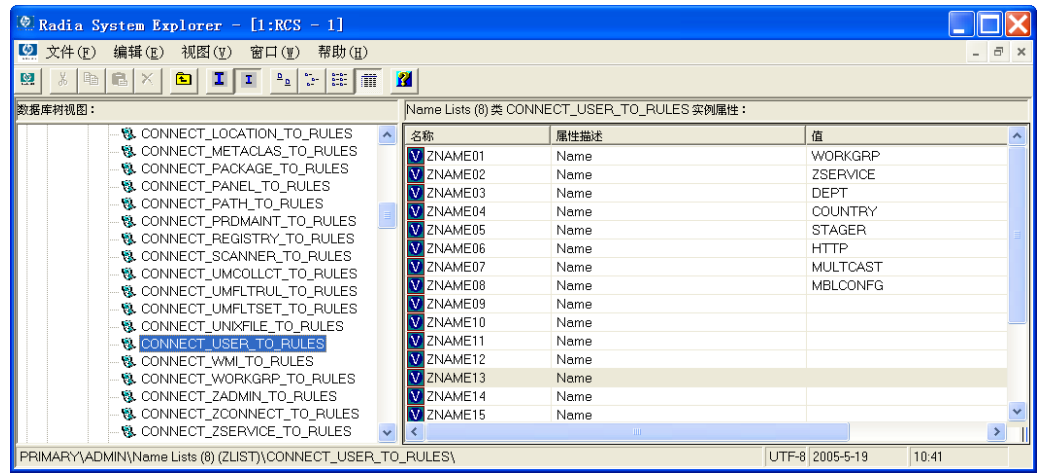 Radia System Explorer - [1:RCS - 1]
文件(F) 编辑(E) 视图(V) 窗口(W) 帮助(H)
数据库树视图：
CONNECT_LOCATION_TO_RULES
CONNECT_METACLAS_TO_RULES
CONNECT_PACKAGE_TO_RULES
CONNECT_PANEL_TO_RULES
CONNECT_PATH_TO_RULES
CONNECT_PRDMAINT_TO_RULES
CONNECT_REGISTRY_TO_RULES
CONNECT_SCANNER_TO_RULES
CONNECT_UMCOLLCT_TO_RULES
CONNECT_UMFLTRUL_TO_RULES
CONNECT_UMFLTSET_TO_RULES
CONNECT_UNIXFILE_TO_RULES
CONNECT_USER_TO_RULES
CONNECT_WMI_TO_RULES
CONNECT_WORKGRP_TO_RULES
CONNECT_ZADMIN_TO_RULES
CONNECT_ZCONNECT_TO_RULES
CONNECT_ZSERVICE_TO_RULES
Name Lists (8) 类 CONNECT_USER_TO_RULES 实例属性：
名称 属性描述 值
ZNAME01 Name WORKGRP
ZNAME02 Name ZSERVICE
ZNAME03 Name DEPT
ZNAME04 Name COUNTRY
ZNAME05 Name STAGER
ZNAME06 Name HTTP
ZNAME07 Name MULTCAST
ZNAME08 Name MBLCONFG
ZNAME09 Name
ZNAME10 Name
ZNAME11 Name
ZNAME12 Name
ZNAME13 Name
ZNAME14 Name
ZNAME15 Name
PRIMARY\ADMIN\Name Lists (8) (ZLIST)\CONNECT_USER_TO_RULES\ UTF-8 2005-5-19 10:41